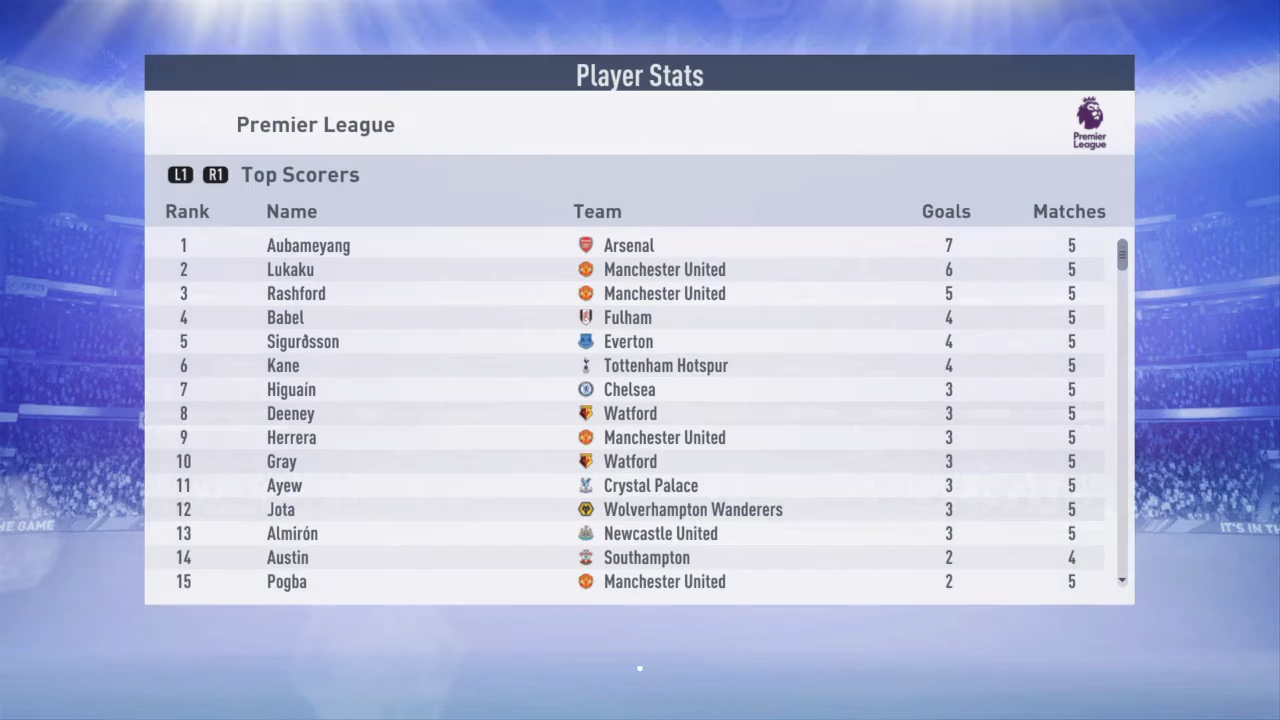 Player Stats
Premier League
Premier
League
L1 R1 Top Scorers
Rank Name Team Goals Matches
1 Aubameyang Arsenal 7 5
2 Lukaku Manchester United 6 5
3 Rashford Manchester United 5 5
4 Babel Fulham 4 5
5 Sigurðsson Everton 4 5
6 Kane Tottenham Hotspur 4 5
7 Higuaín Chelsea 3 5
8 Deeney Watford 3 5
9 Herrera Manchester United 3 5
10 Gray Watford 3 5
11 Ayew Crystal Palace 3 5
12 Jota Wolverhampton Wanderers 3 5
13 Almirón Newcastle United 3 5
14 Austin Southampton 2 4
15 Pogba Manchester United 2 5
HE GAME
IT'S IN T